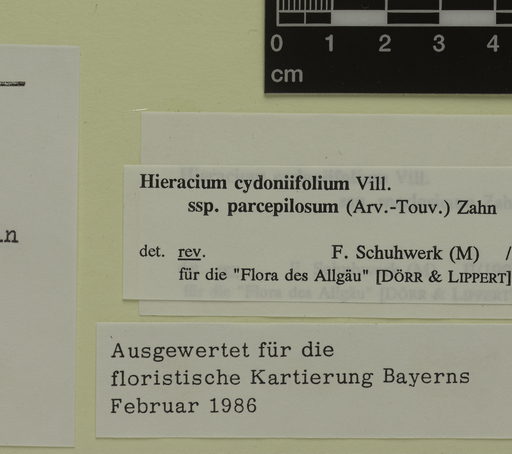 0 1 2 3 4
cm
Hieracium cydoniifolium Vill.
ssp. parcepilosum (Arv.-Touv.) Zahn
det. rev. F. Schuhwerk (M) /
für die "Flora des Allgäu" [DÖRR & LIPPERT]
Ausgewertet für die
floristische Kartierung Bayerns
Februar 1986